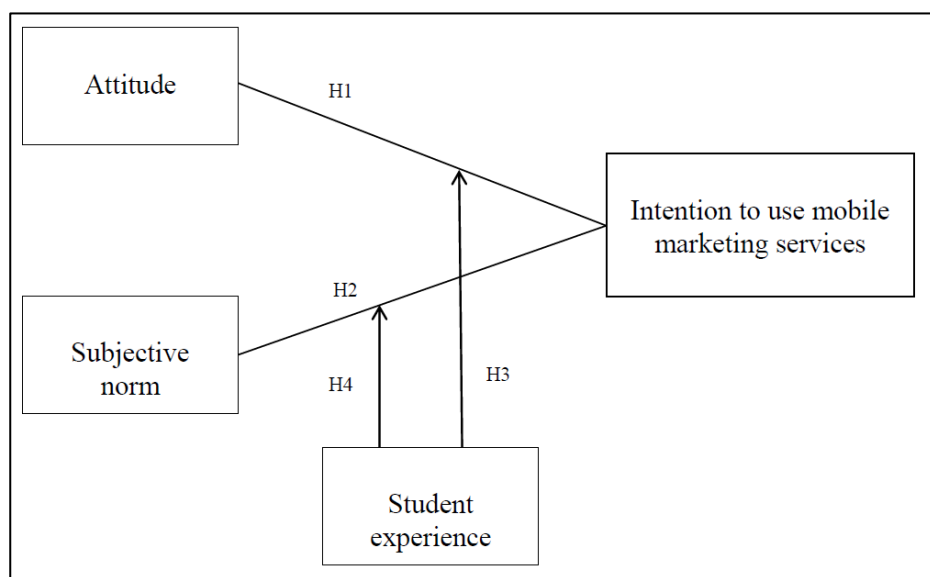 Attitude
H1
Intention to use mobile
marketing services
H2
Subjective
norm
H4
H3
Student
experience